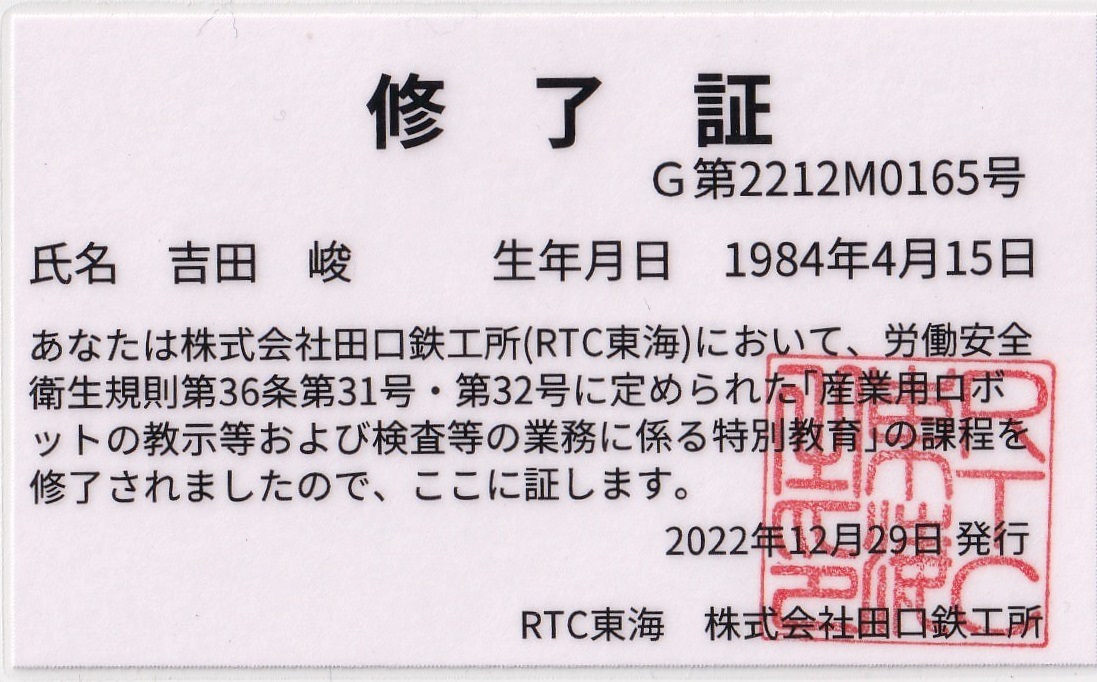 修 了 証
Ｇ第2212M0165号
氏名 吉田 峻 生年月日 1984年4月15日
あなたは株式会社田口鉄工所(RTC東海)において、労働安全
衛生規則第36条第31号・第32号に定められた「産業用ロボ
ットの教示等および検査等の業務に係る特別教育」の課程を
修了されましたので、ここに証します。
2022年12月29日 発行
RTC東海 株式会社田口鉄工所